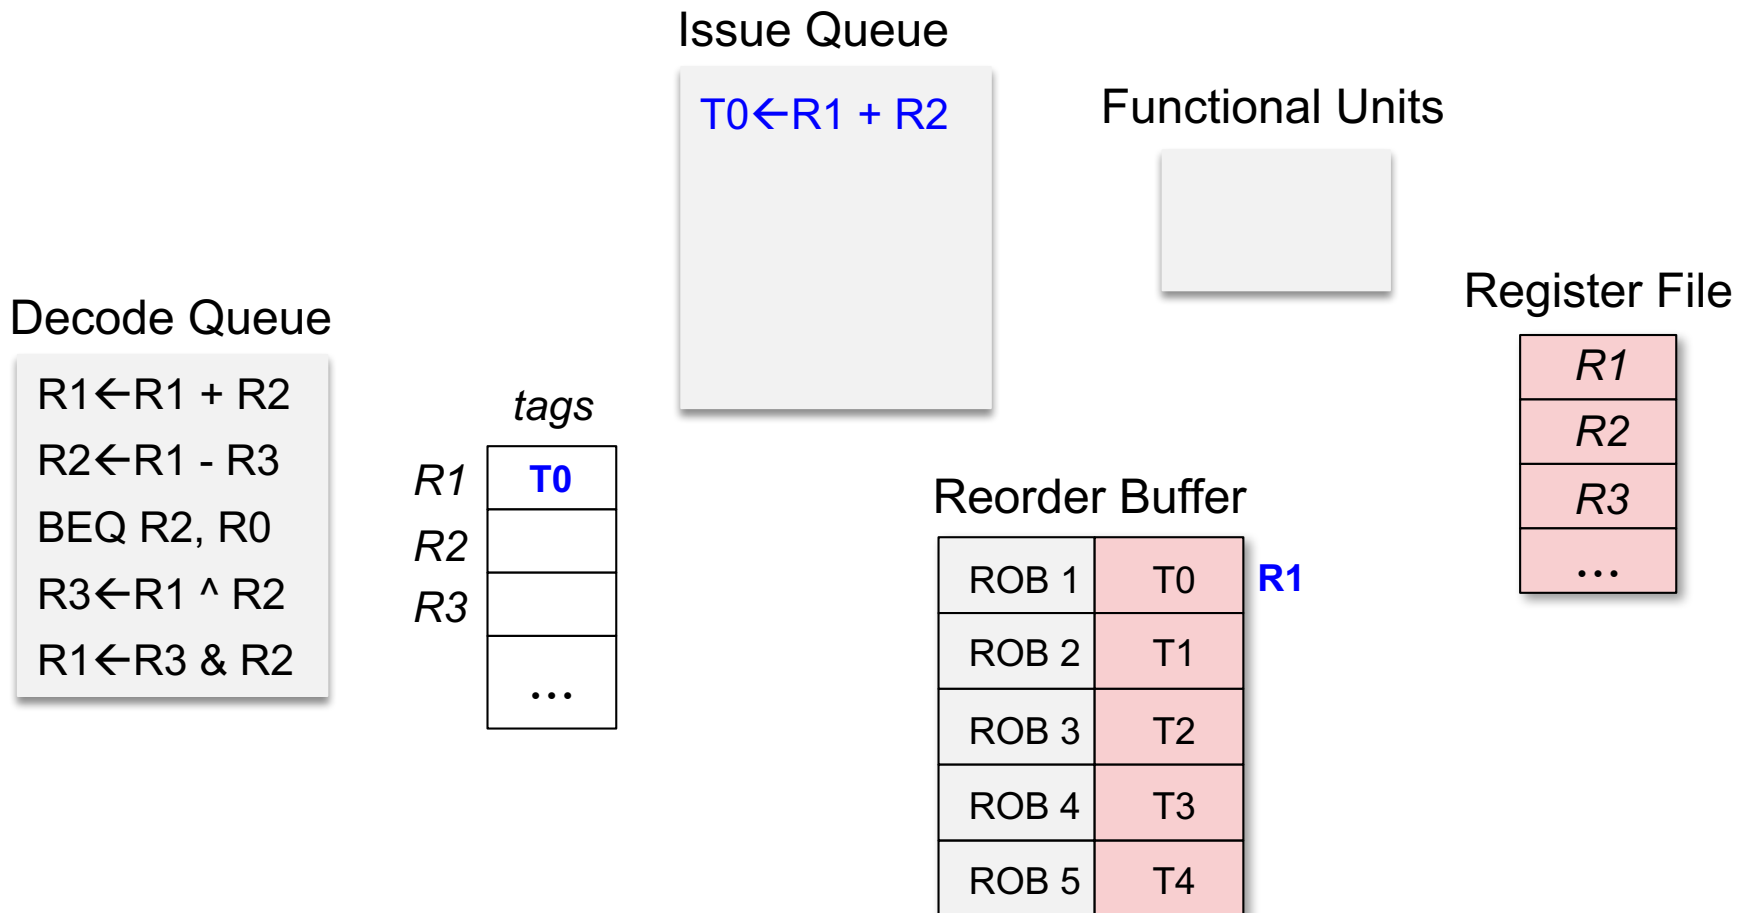 Issue Queue
T0←R1 + R2
Functional Units
Register File
R1
R2
R3
...
Decode Queue
R1←R1 + R2
R2←R1 - R3
BEQ R2, R0
R3←R1 ^ R2
R1←R3 & R2
tags
R1 T0
R2
R3
...
Reorder Buffer
ROB 1 T0 R1
ROB 2 T1
ROB 3 T2
ROB 4 T3
ROB 5 T4